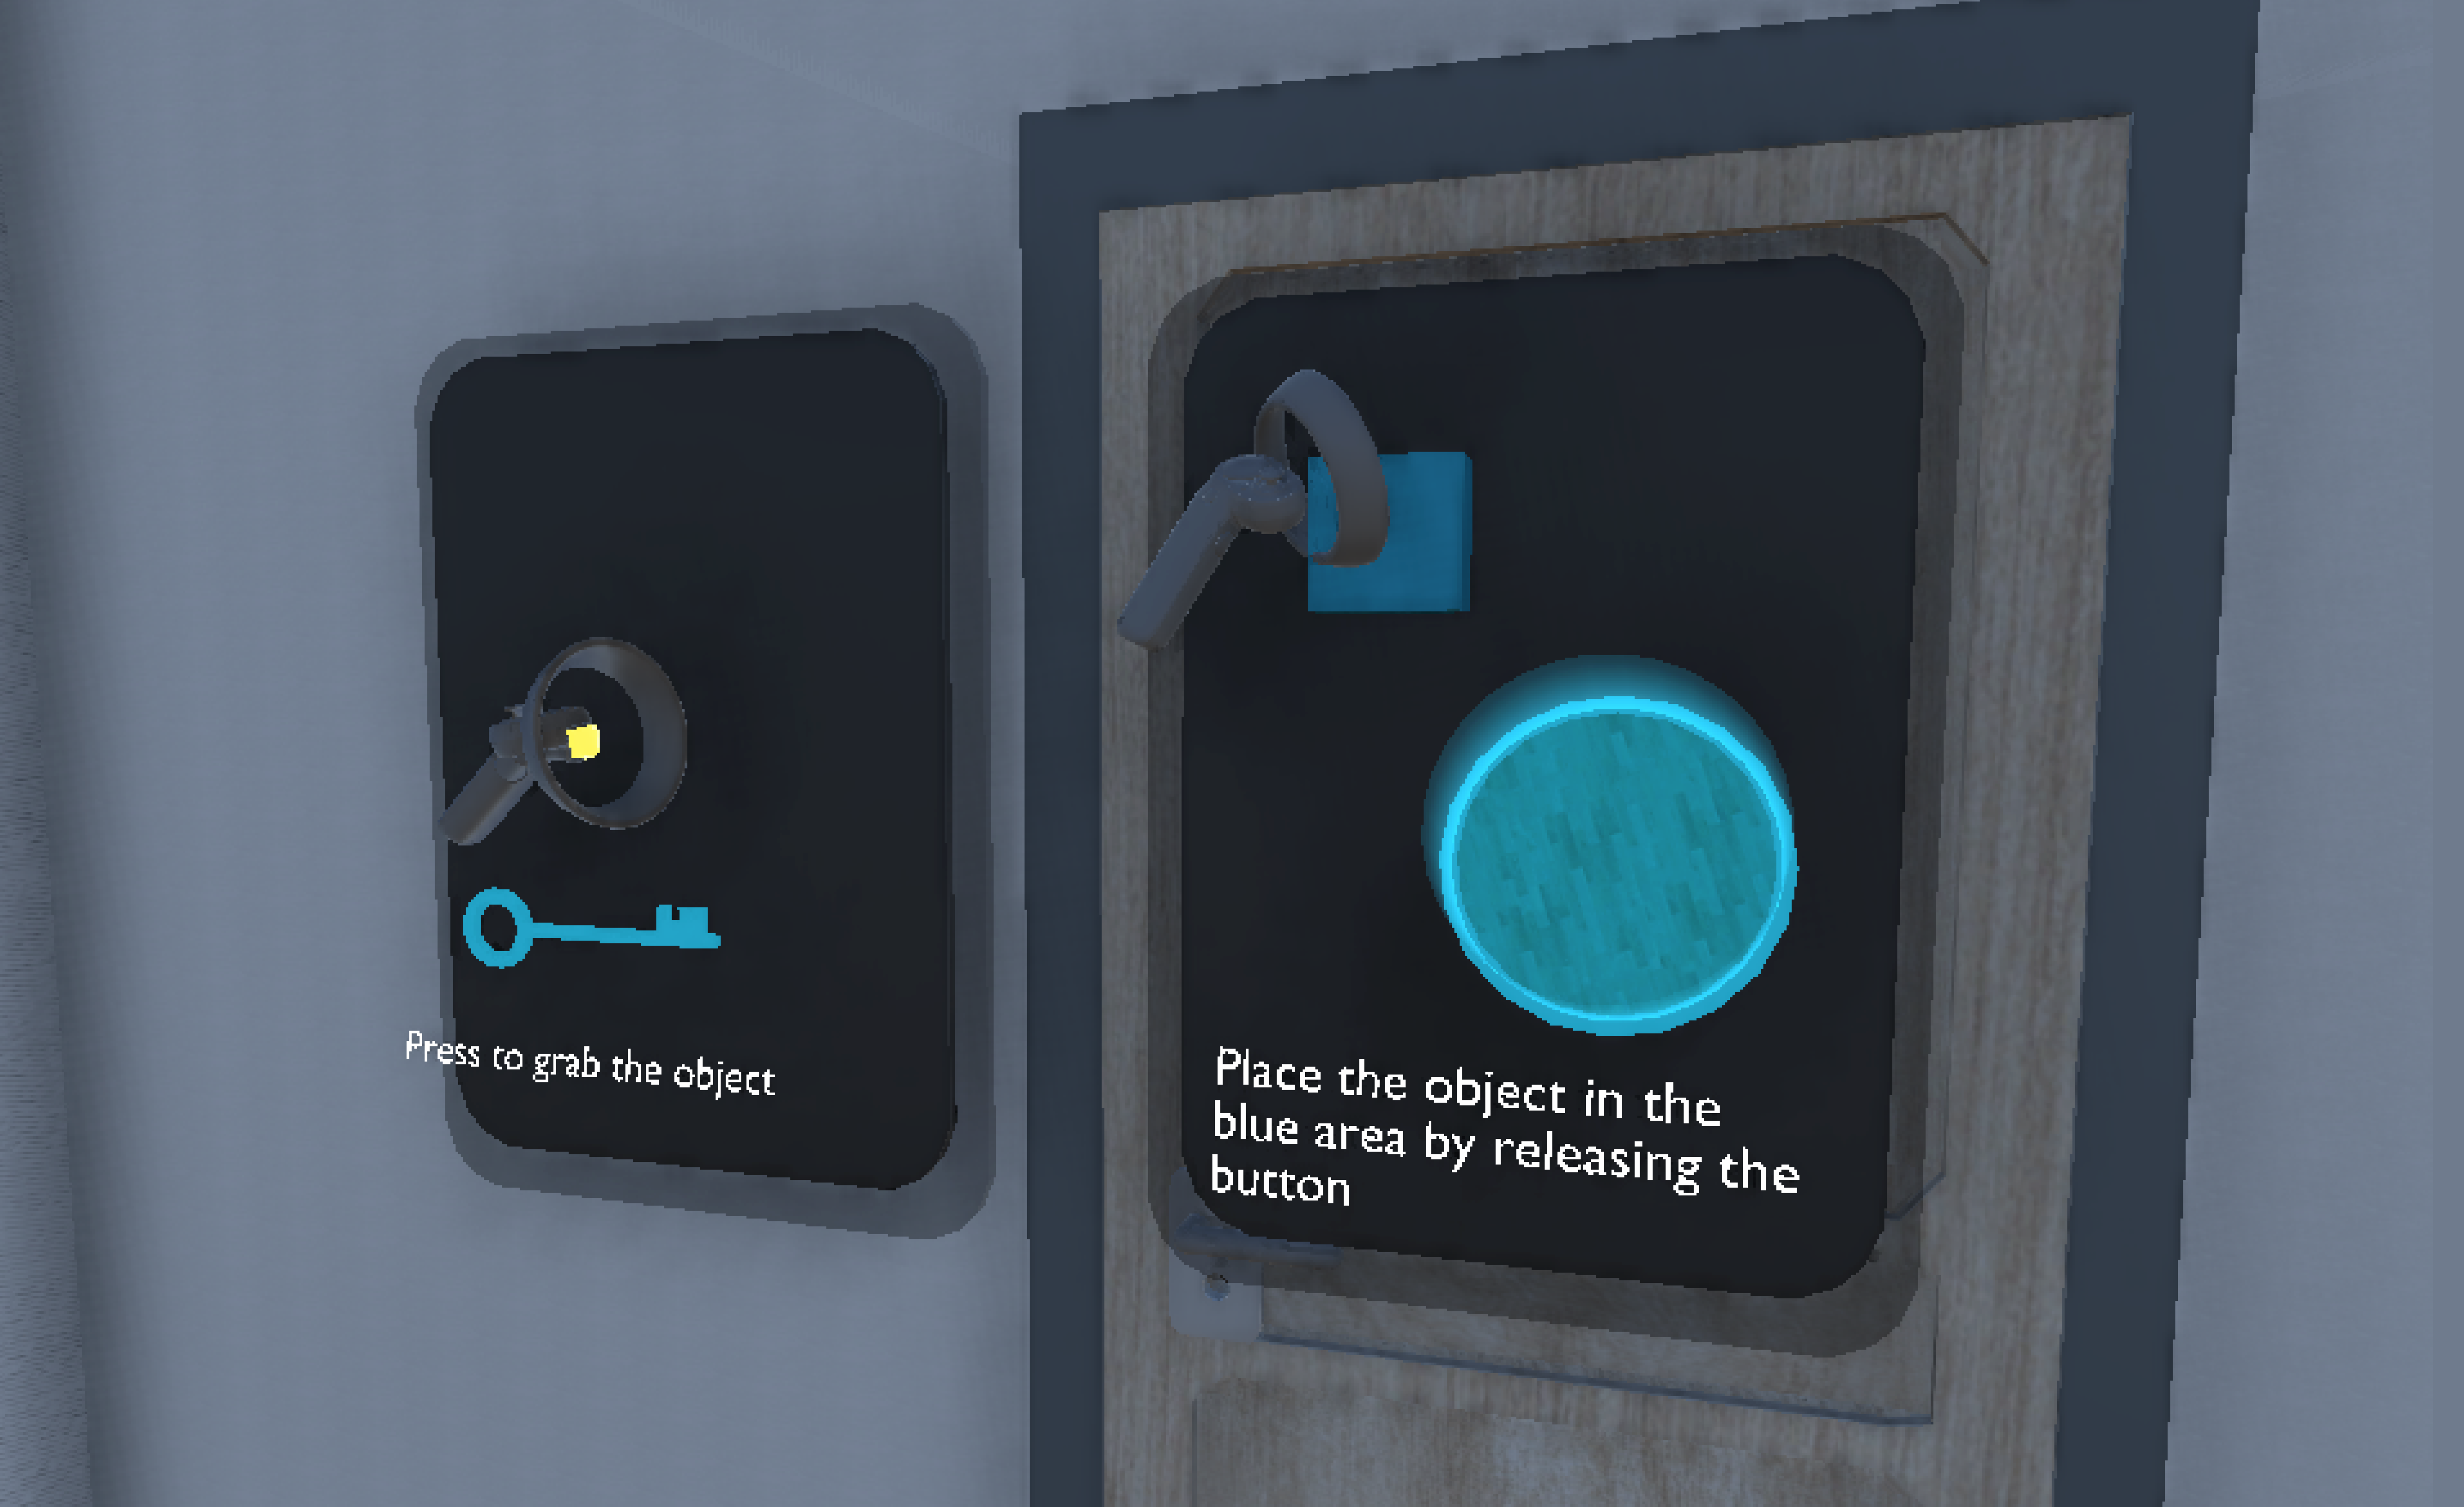 Press to grab the object
Place the object in the
blue area by releasing the
button